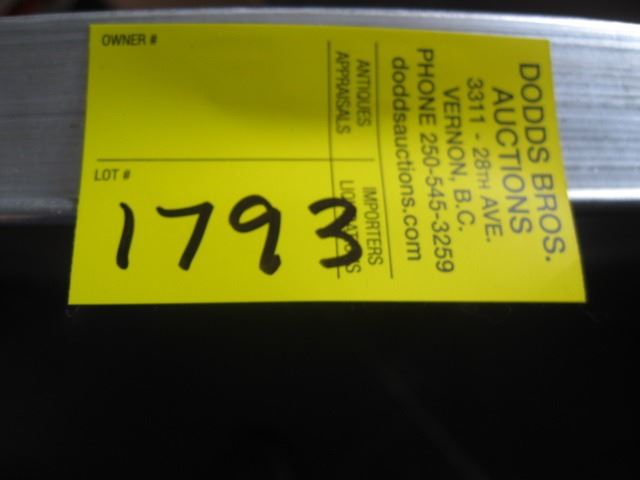 OWNER #
LOT #
1793
DODDS BROS.
AUCTIONS
3311 - 28TH AVE.
VERNON, B.C.
PHONE 250-545-3259
doddsauctions.com
ANTIQUES IMPORTERS
APPRAISALS